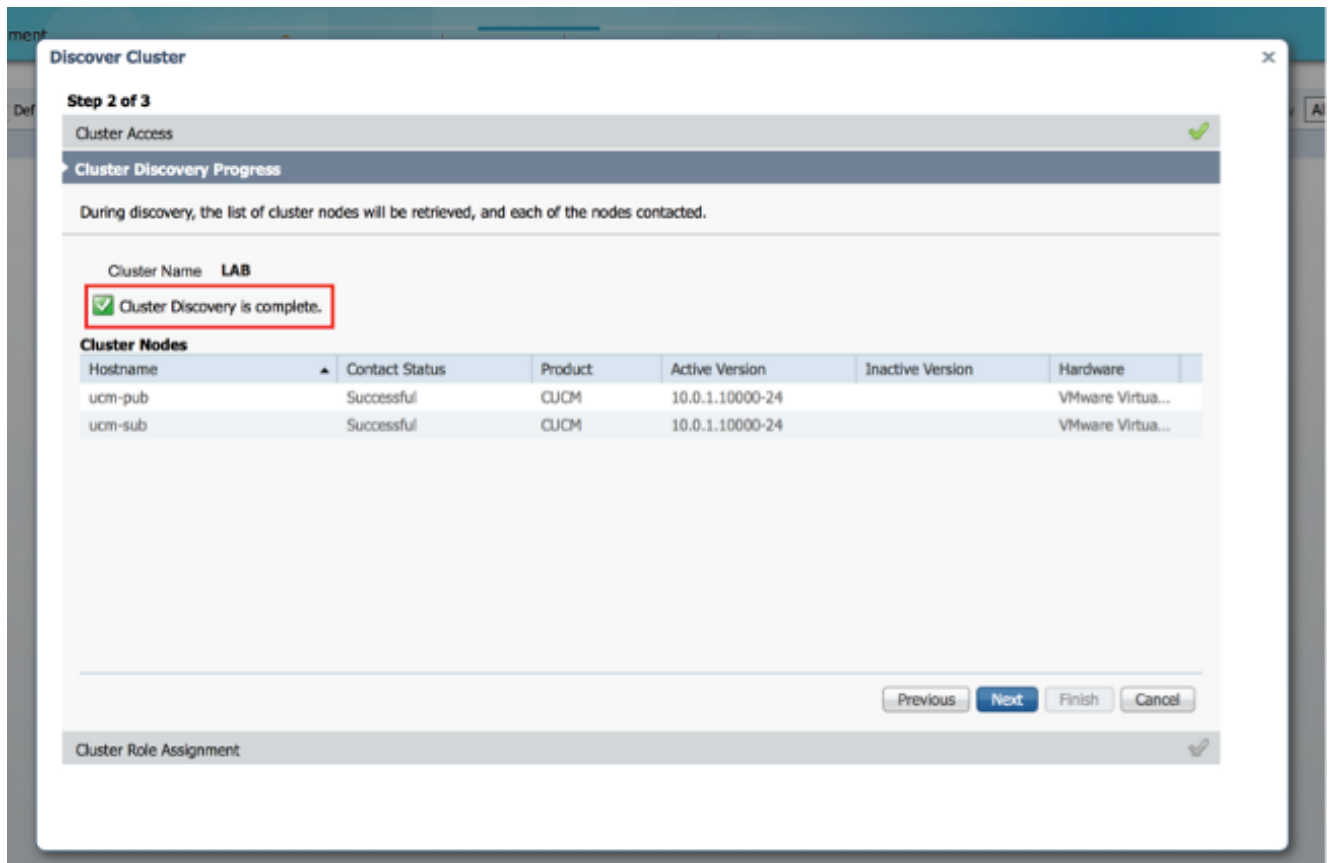 ment
Discover Cluster
Step 2 of 3
Def
Cluster Access
Cluster Discovery Progress
During discovery, the list of cluster nodes will be retrieved, and each of the nodes contacted.
Cluster Name LAB
Cluster Discovery is complete.
Cluster Nodes
Hostname Contact Status Product Active Version Inactive Version Hardware
ucm-pub Successful CUCM 10.0.1.10000-24 VMware Virtua...
ucm-sub Successful CUCM 10.0.1.10000-24 VMware Virtua...
Previous Next Finish Cancel
Cluster Role Assignment